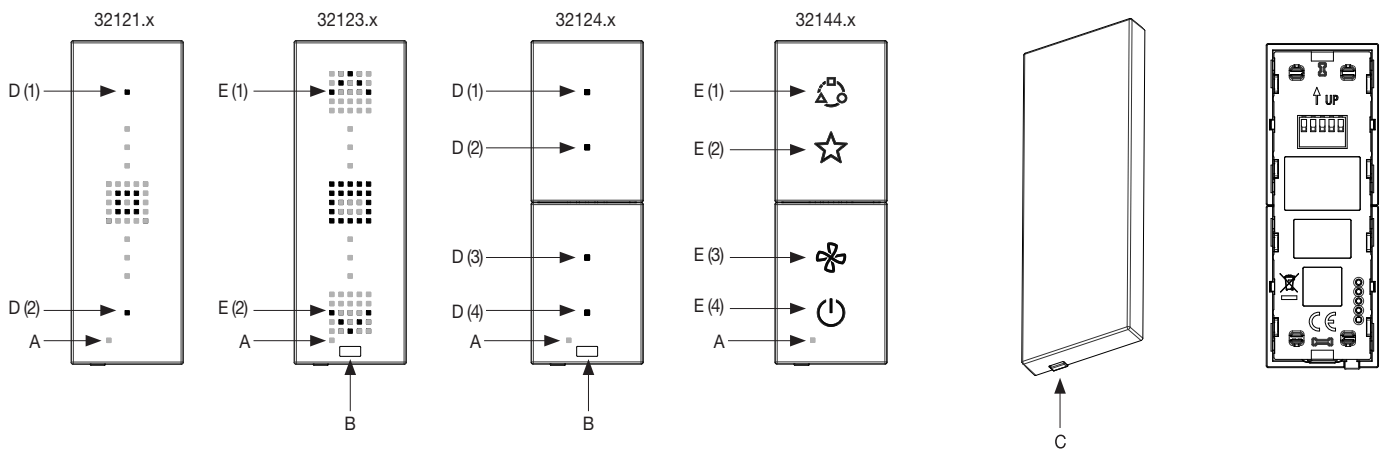 32121.x
32123.x
32124.x
32144.x
D (1)
D (2)
A
E (1)
E (2)
A
B
D (1)
D (2)
D (3)
D (4)
A
B
E (1)
E (2)
E (3)
E (4)
A
C
UP
CE